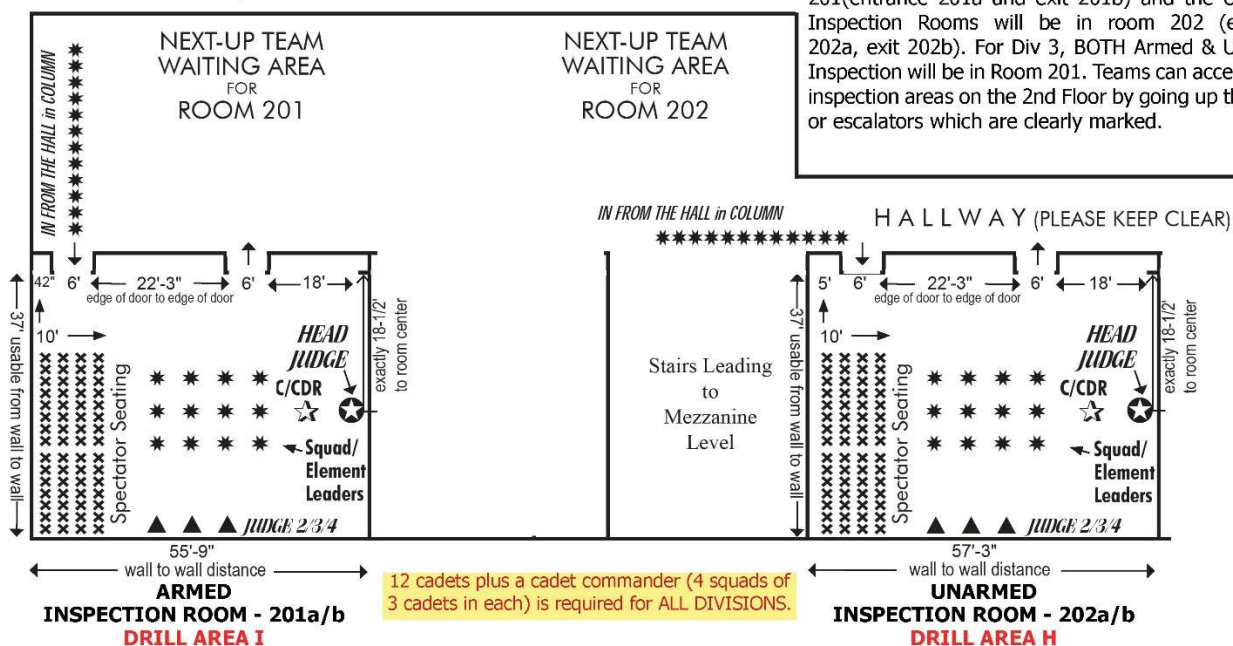 201(entrance 201a and exit 201b) and the
Inspection Rooms will be in room 202
202a, exit 202b). For Div 3, BOTH Armed &
Inspection will be in Room 201. Teams can
inspection areas on the 2nd Floor by going up
or escalators which are clearly marked.
NEXT-UP TEAM
WAITING AREA
FOR
ROOM 201
NEXT-UP TEAM
WAITING AREA
FOR
ROOM 202
IN FROM THE HALL in COLUMN
IN FROM THE HALL in COLUMN
HALLWAY (PLEASE KEEP CLEAR)
42" 6' 22'-3" 6' 18'
edge of door to edge of door
37' usable from wall to wall
10'
Spectator Seating
HEAD
JUDGE
C/CDR
exactly 18-1/2'
to room center
Squad/
Element
Leaders
JUDGE 2/3/4
55'-9"
wall to wall distance
ARMED
INSPECTION ROOM - 201a/b
DRILL AREA I
Stairs Leading
to
Mezzanine
Level
12 cadets plus a cadet commander (4 squads of
3 cadets in each) is required for ALL DIVISIONS.
5' 6' 22'-3" 6' 18'
edge of door to edge of door
37' usable from wall to wall
10'
Spectator Seating
HEAD
JUDGE
C/CDR
exactly 18-1/2'
to room center
Squad/
Element
Leaders
JUDGE 2/3/4
57'-3"
wall to wall distance
UNARMED
INSPECTION ROOM - 202a/b
DRILL AREA H